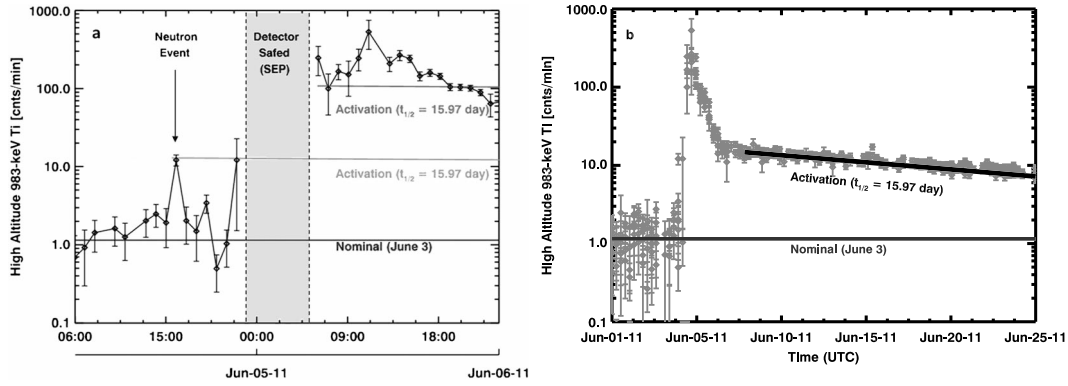 a
High Altitude 983-keV Ti [cnts/min]
1000.0
100.0
10.0
1.0
0.1
Neutron
Event
Detector
Safed
(SEP)
Activation (t1/2 = 15.97 day)
Activation (t1/2 = 15.97 day)
Nominal (June 3)
06:00
15:00
00:00
09:00
18:00
Jun-05-11
Jun-06-11
b
High Altitude 983-keV TI [cnts/min]
1000.0
100.0
10.0
1.0
0.1
Activation (t1/2 = 15.97 day)
Nominal (June 3)
Jun-01-11
Jun-05-11
Jun-10-11
Jun-15-11
Jun-20-11
Jun-25-11
TIme (UTC)